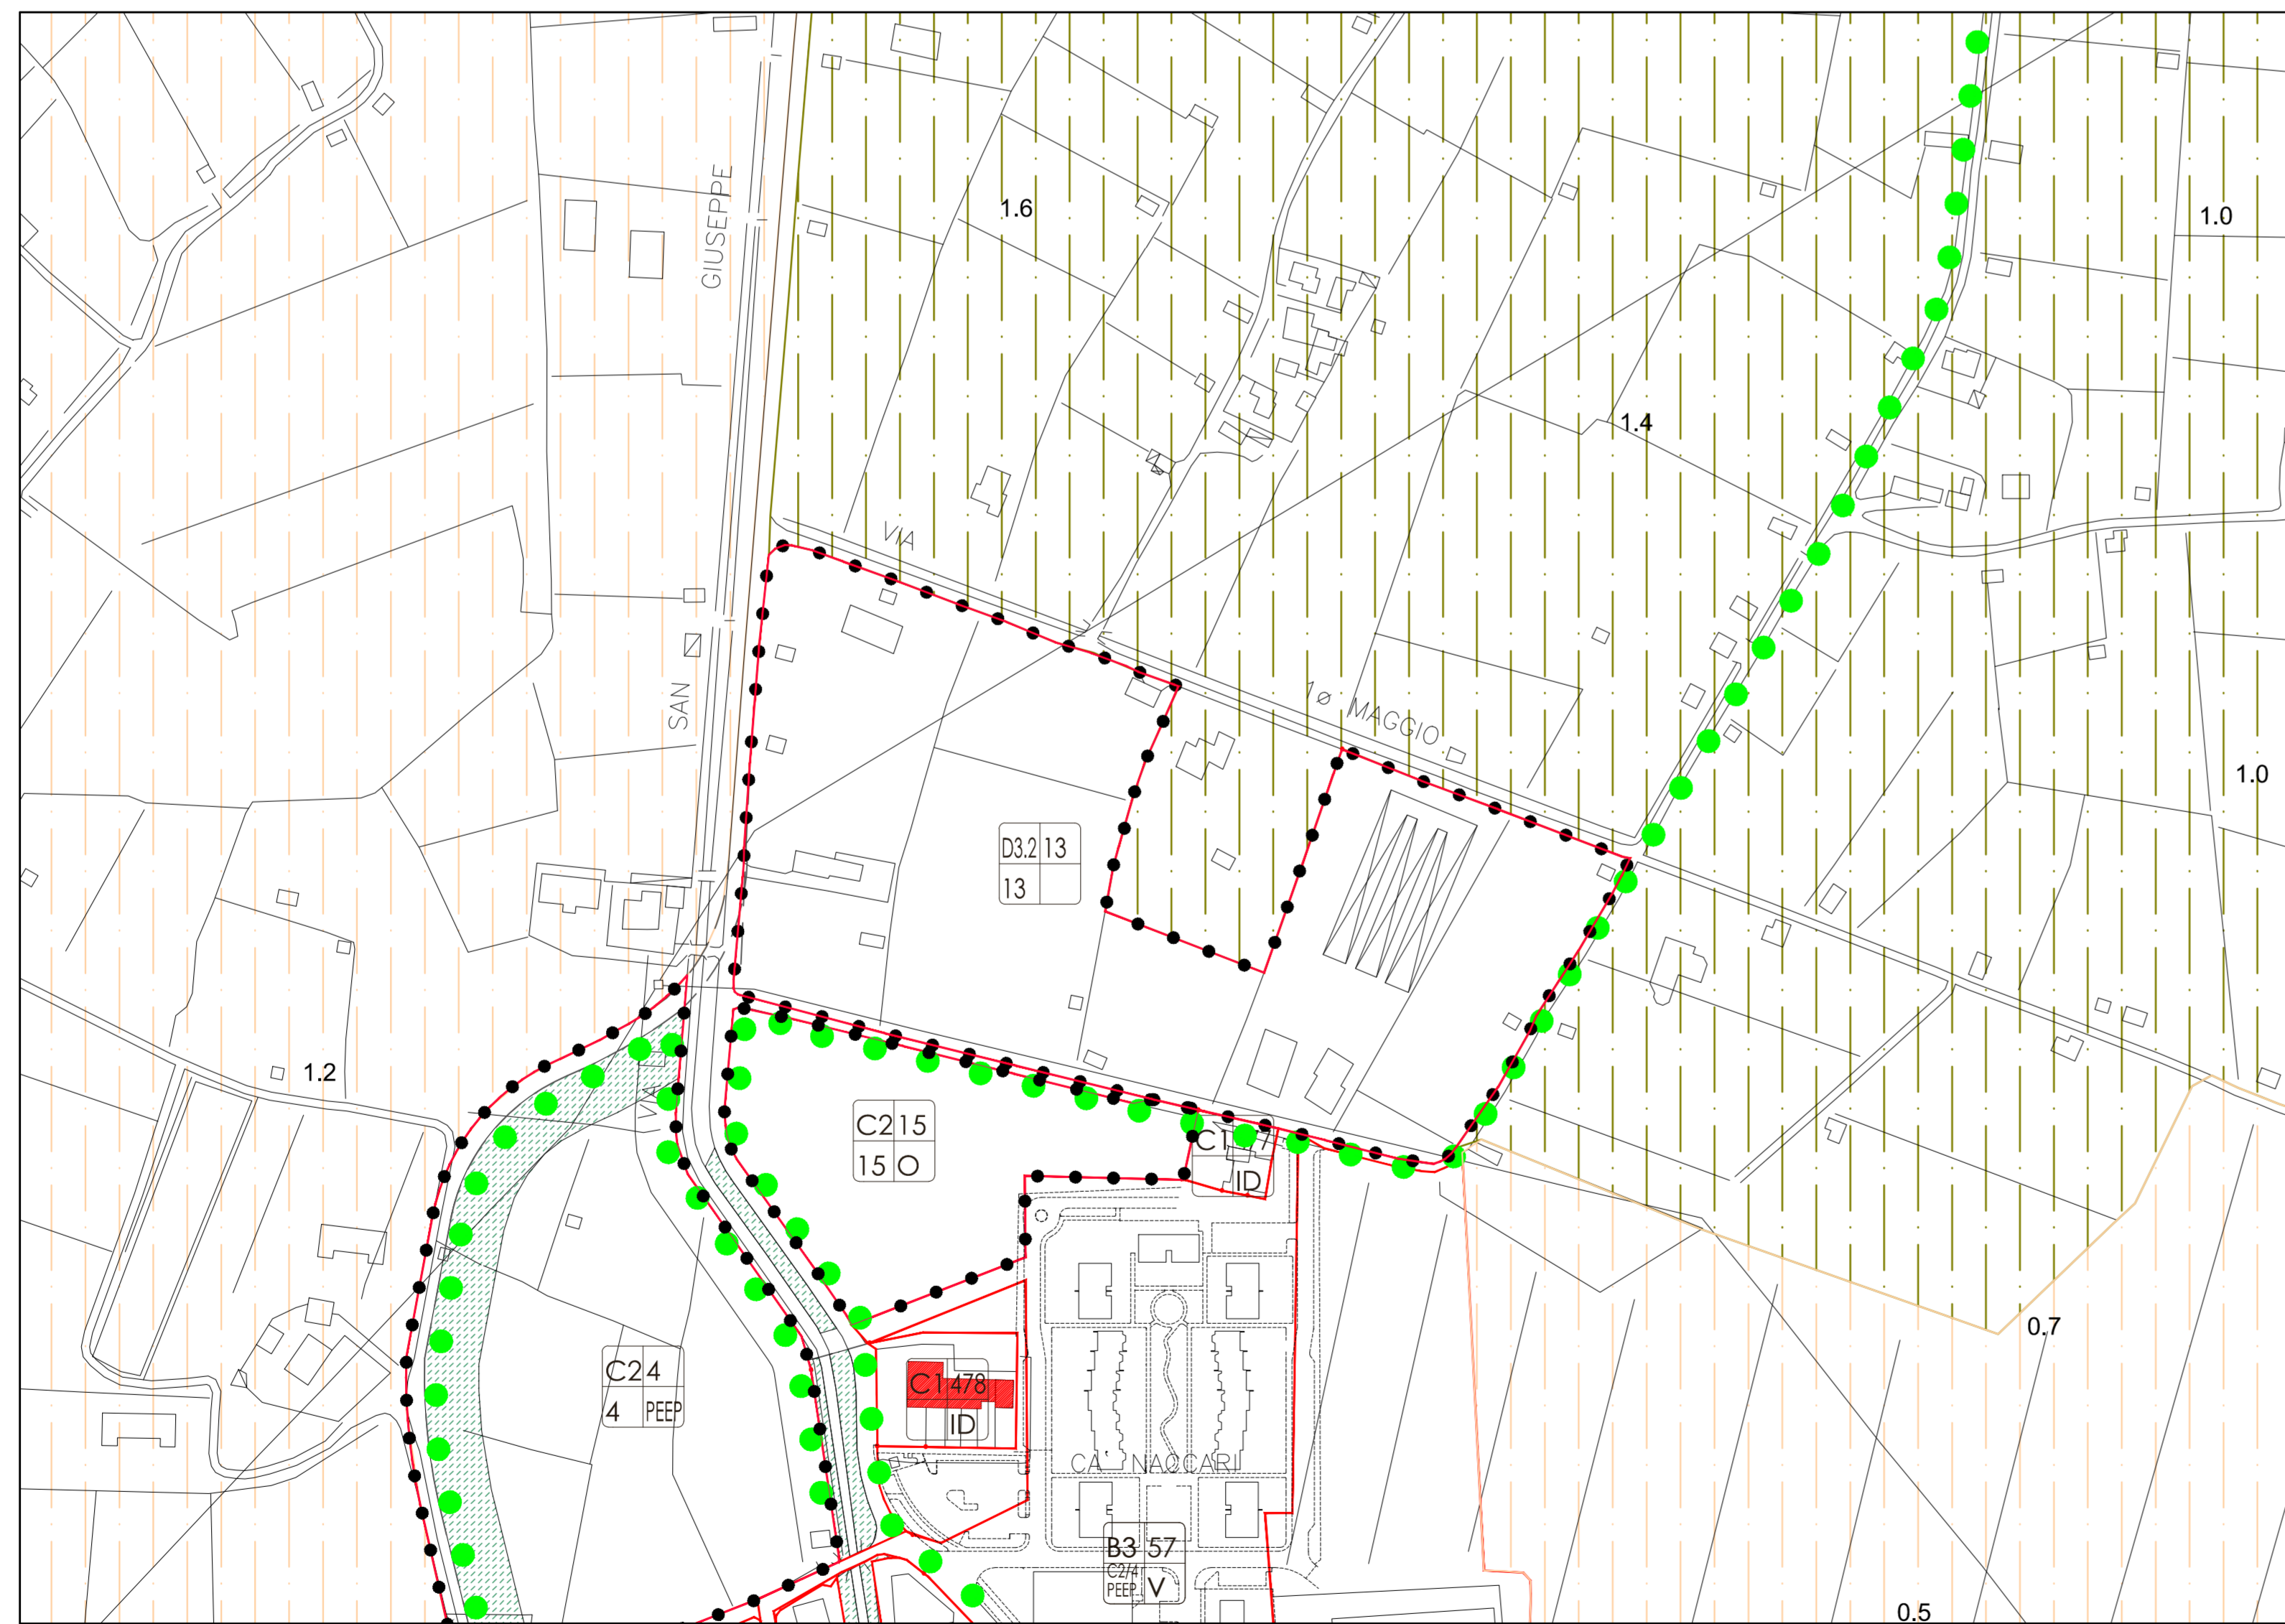 1.6
1.0
GIUSEPPE
1.4
VIA
SAN
1ø MAGGIO
1.0
D3.2 13
13
1.2
C2 15
15 O
C1 77
ID
VIA
0.7
C2 4
4 PEEP
C1 478
ID
CA' NACCARI
B3 57
C2/4
PEEP V
0.5